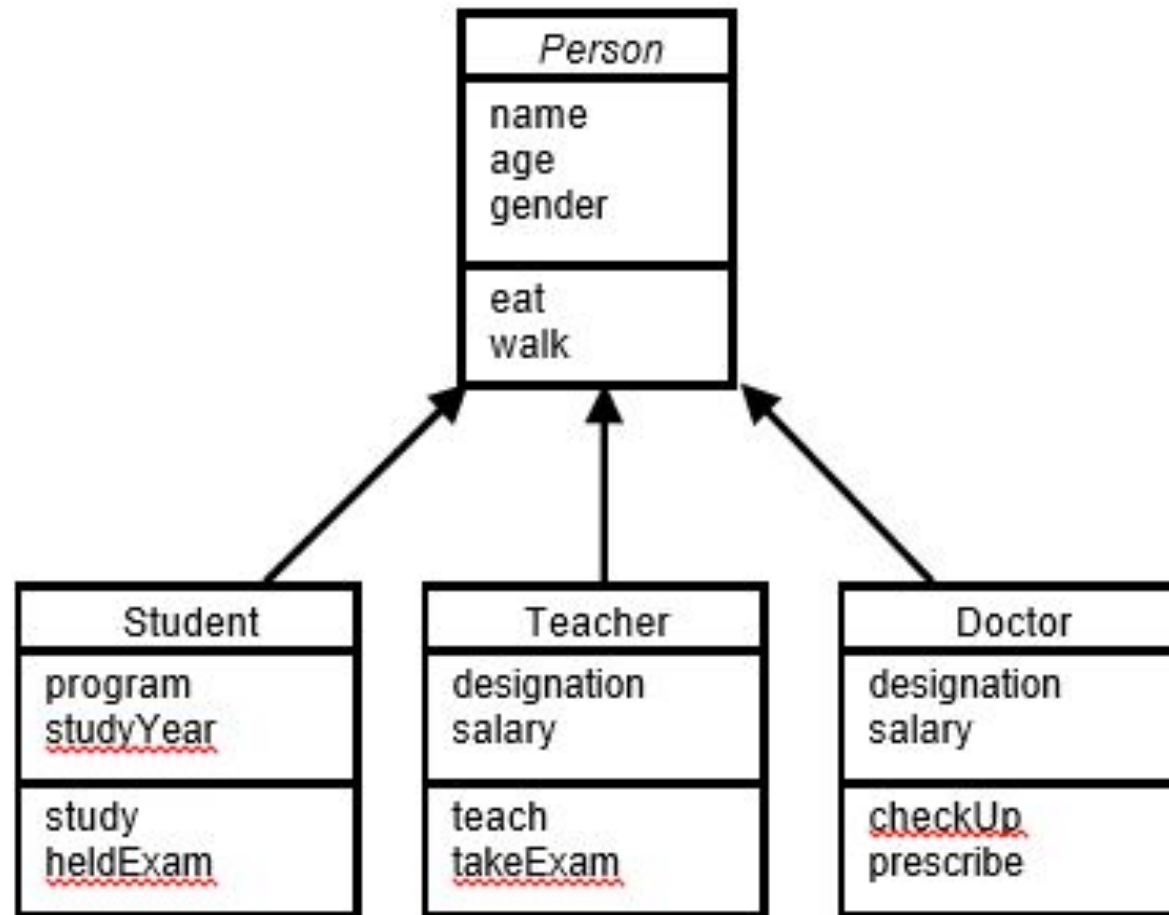 Person
name
age
gender
eat
walk
Student
program
studyYear
study
heldExam
Teacher
designation
salary
teach
takeExam
Doctor
designation
salary
checkUp
prescribe